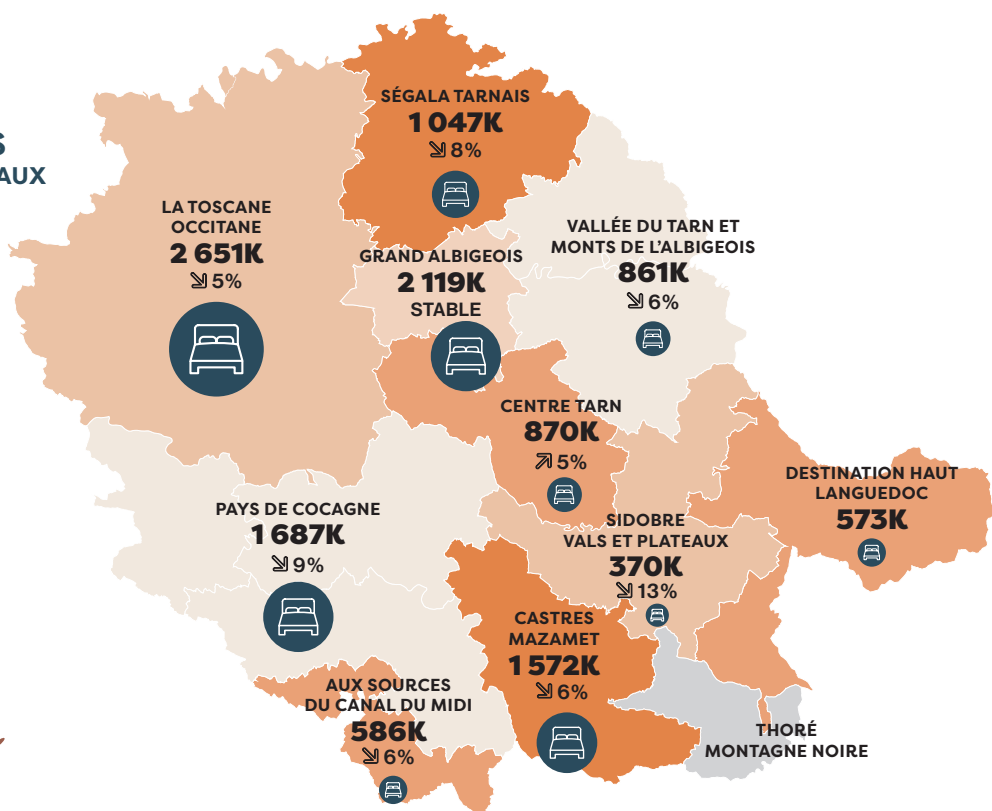 S
AUX
SÉGALA TARNAIS
1 047K
↘ 8%
LA TOSCANE
OCCITANE
2 651K
↘ 5%
GRAND ALBIGEOIS
2 119K
STABLE
VALLÉE DU TARN ET
MONTS DE L'ALBIGEOIS
861K
↘ 6%
CENTRE TARN
870K
↗ 5%
DESTINATION HAUT
LANGUEDOC
573K
PAYS DE COCAGNE
1 687K
↘ 9%
SIDOBRE
VALS ET PLATEAUX
370K
↘ 13%
CASTRES
MAZAMET
1 572K
↘ 6%
AUX SOURCES
DU CANAL DU MIDI
586K
↘ 6%
THORÉ
MONTAGNE NOIRE